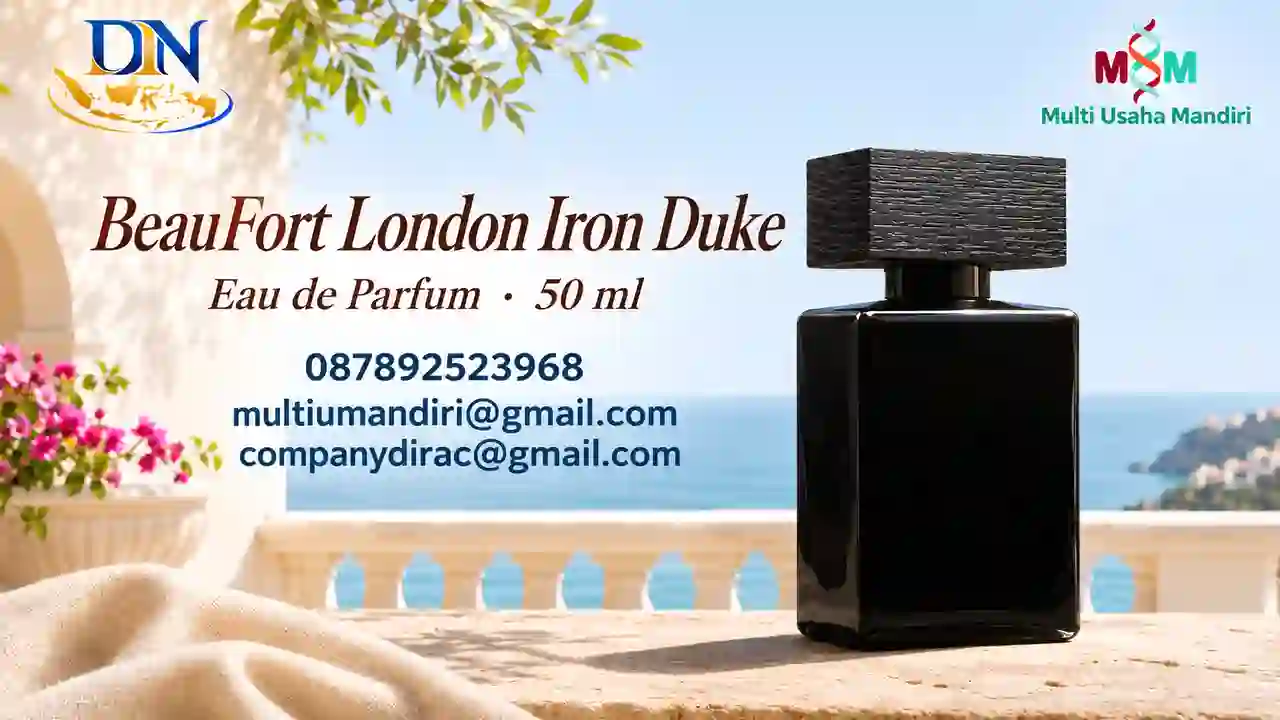 DN
MSM
Multi Usaha Mandiri
BeauFort London Iron Duke
Eau de Parfum · 50 ml
087892523968
multiumandiri@gmail.com
companydirac@gmail.com